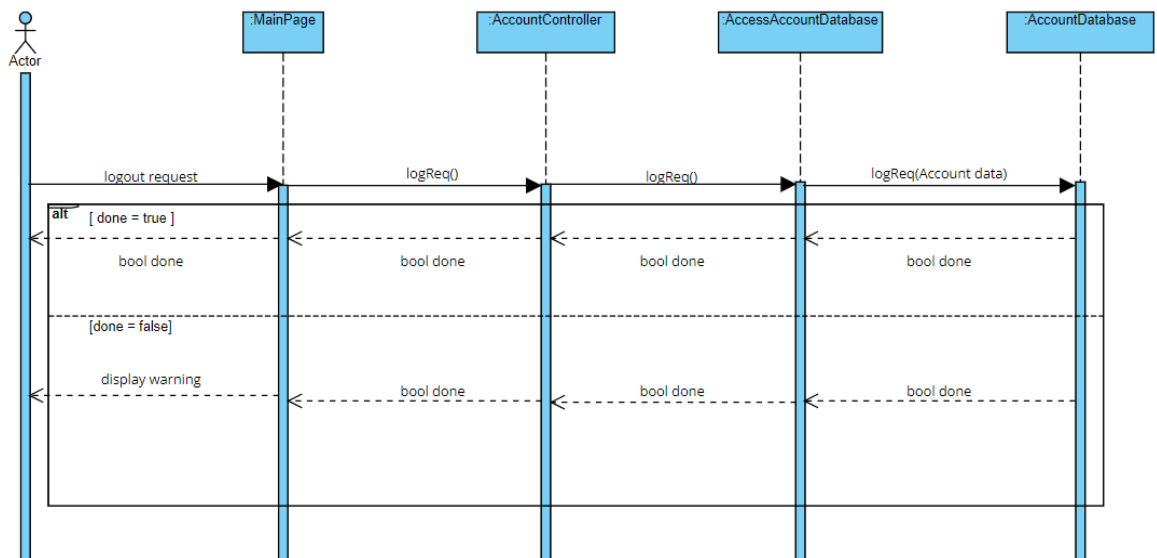 :MainPage
:AccountController
:AccessAccountDatabase
:AccountDatabase
Actor
logout request
logReq()
logReq()
logReq(Account data)
alt
[ done = true ]
bool done
bool done
bool done
bool done
[done = false]
display warning
bool done
bool done
bool done